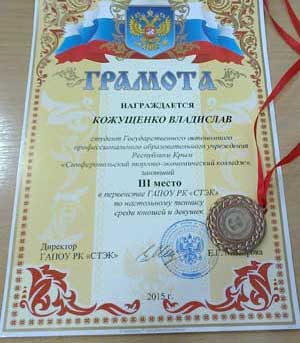 ГРАМОТА
НАГРАЖДАЕТСЯ
КОЖУЩЕНКО ВЛАДИСЛАВ
студент Государственного автономного
профессионального образовательного учреждения
Республики Крым
«Симферопольский торгово-экономический колледж»,
занявший
III место
в первенстве ГАПОУ РК «СТЭК»
по настольному теннису
среди юношей и девушек
Директор
ГАПОУ РК «СТЭК»
2015 г.